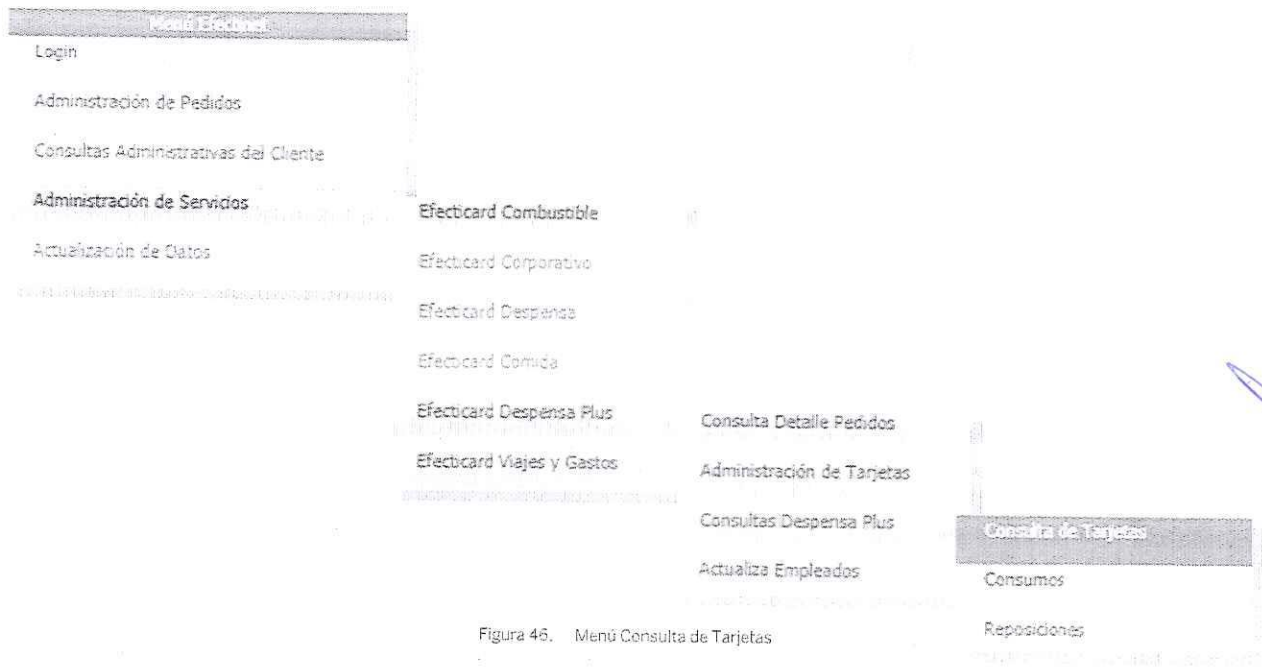 Menú Efectinet
Login
Administración de Pedidos
Consultas Administrativas del Cliente
Administración de Servicios
Actualización de Datos
Efecticard Combustible
Efecticard Corporativo
Efecticard Despensa
Efecticard Comida
Efecticard Despensa Plus
Efecticard Viajes y Gastos
Consulta Detalle Pedidos
Administración de Tarjetas
Consultas Despensa Plus
Actualiza Empleados
Consulta de Tarjetas
Consumos
Reposiciones
Figura 46. Menú Consulta de Tarjetas